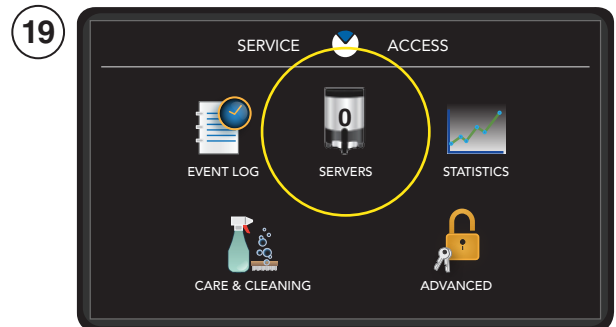 19
SERVICE ACCESS
0
EVENT LOG SERVERS STATISTICS
CARE & CLEANING ADVANCED